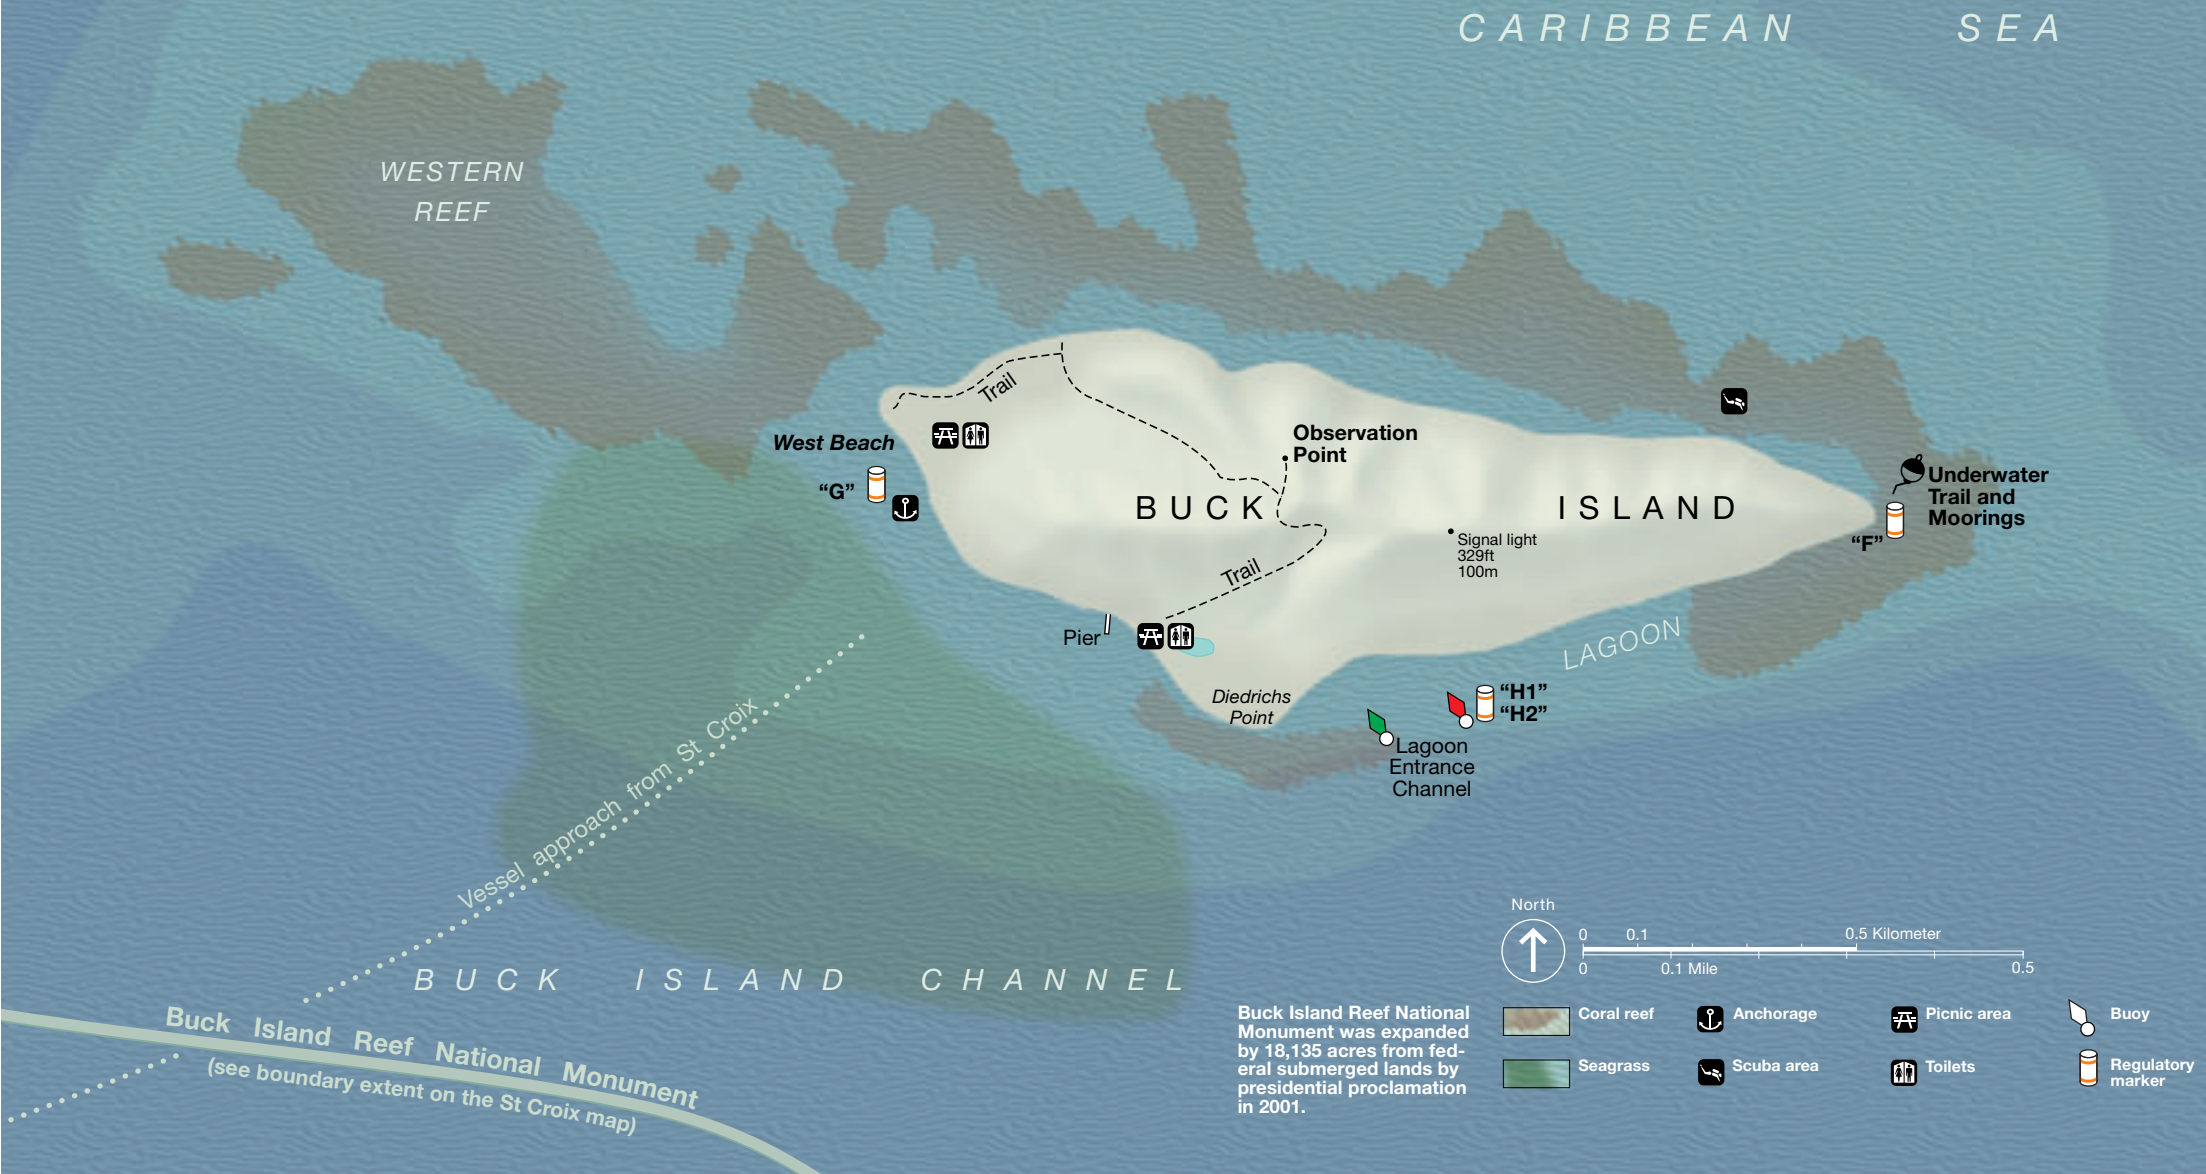 CARIBBEAN SEA
WESTERN
REEF
Trail
West Beach
“G”
Observation
Point
BUCK ISLAND
Signal light
329ft
100m
Underwater
Trail and
Moorings
“F”
Trail
Pier
LAGOON
Diedrichs
Point
“H1”
“H2”
Lagoon
Entrance
Channel
Vessel approach from St Croix
BUCK ISLAND CHANNEL
Buck Island Reef National Monument
(see boundary extent on the St Croix map)
North
0 0.1 0.5 Kilometer
0 0.1 Mile 0.5
Buck Island Reef National
Monument was expanded
by 18,135 acres from fed-
eral submerged lands by
presidential proclamation
in 2001.
Coral reef
Seagrass
Anchorage
Scuba area
Picnic area
Toilets
Buoy
Regulatory
marker